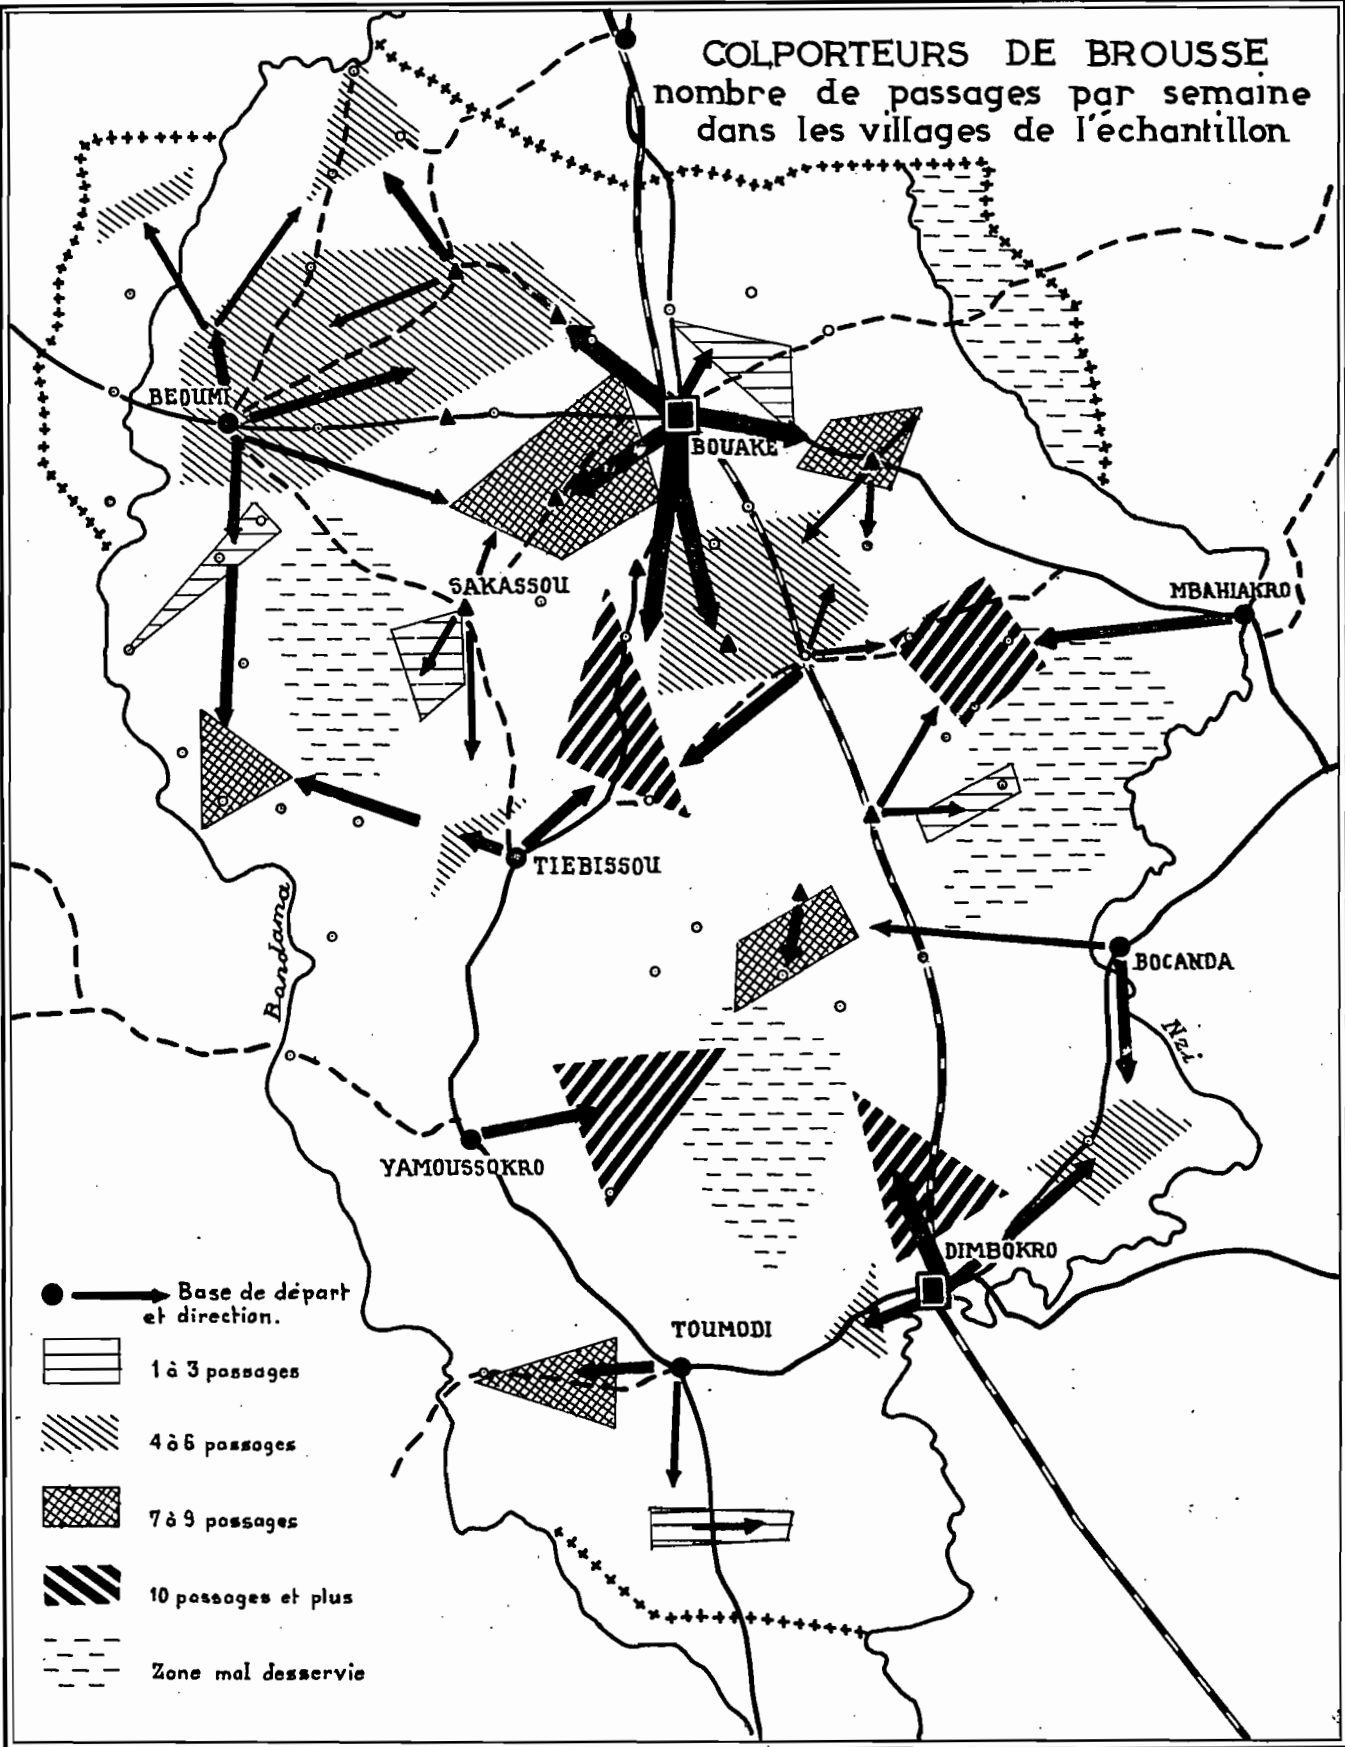 COLPORTEURS DE BROUSSE
nombre de passages par semaine
dans les villages de l'échantillon
BEOUMI
BOUAKE
SAKASSOU
MBAHIAKRO
TIEBISSOU
Bandama
BOCANDA
Nzi
YAMOUSSOKRO
DIMBOKRO
TOUMODI
Base de départ
et direction.
1 à 3 passages
4 à 6 passages
7 à 9 passages
10 passages et plus
Zone mal desservie